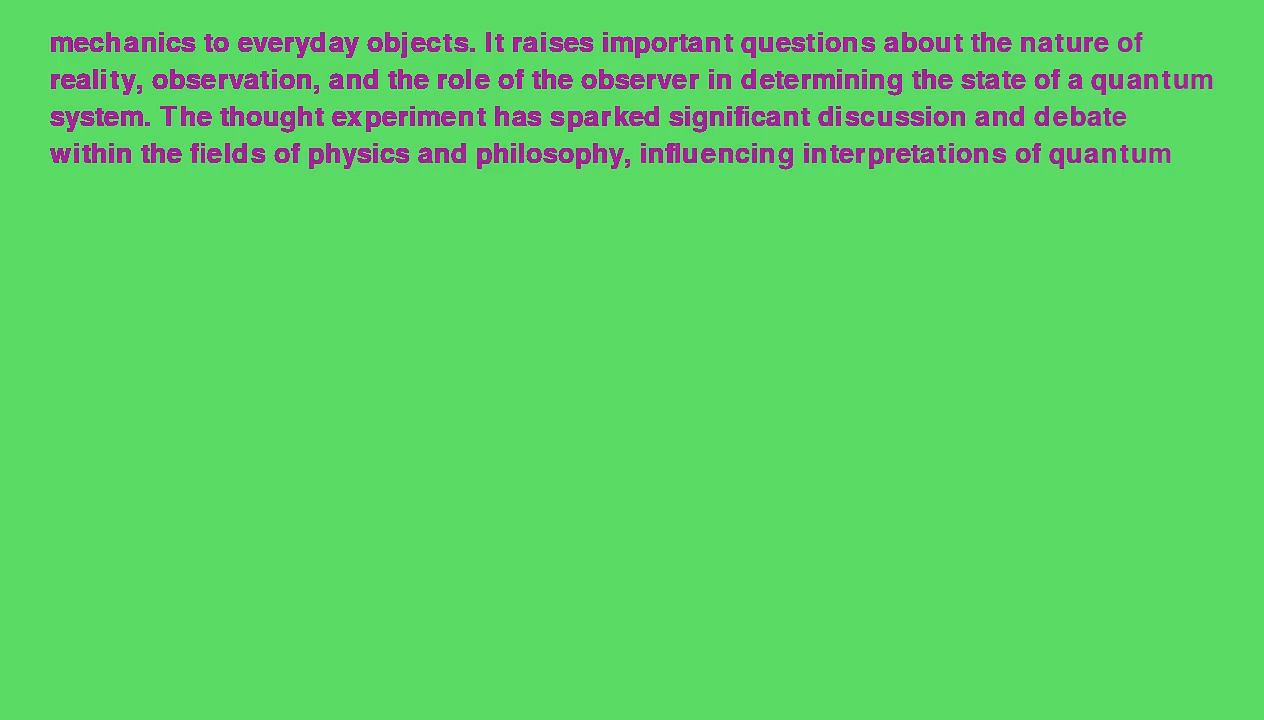 mechanics to everyday objects. It raises important questions about the nature of
reality, observation, and the role of the observer in determining the state of a quantum
system. The thought experiment has sparked significant discussion and debate
within the fields of physics and philosophy, influencing interpretations of quantum